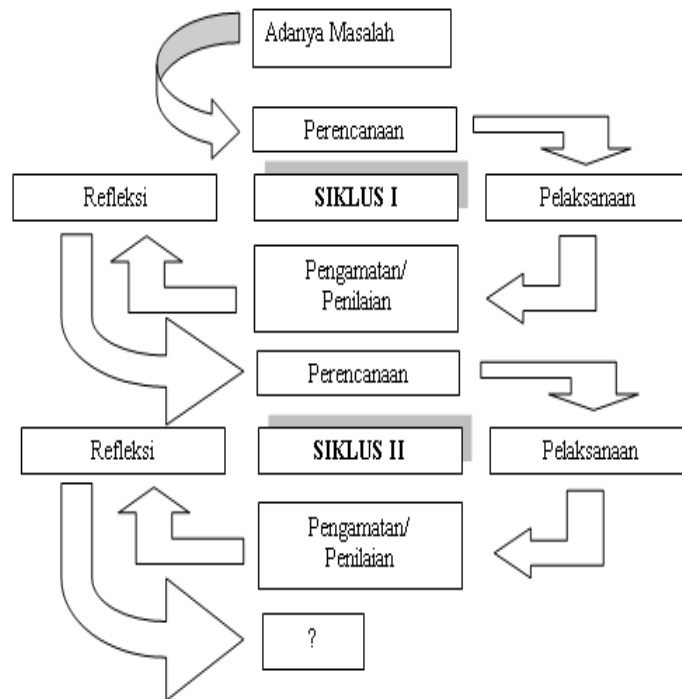 Adanya Masalah
Perencanaan
Refleksi
SIKLUS I
Pelaksanaan
Pengamatan/
Penilaian
Perencanaan
Refleksi
SIKLUS II
Pelaksanaan
Pengamatan/
Penilaian
?